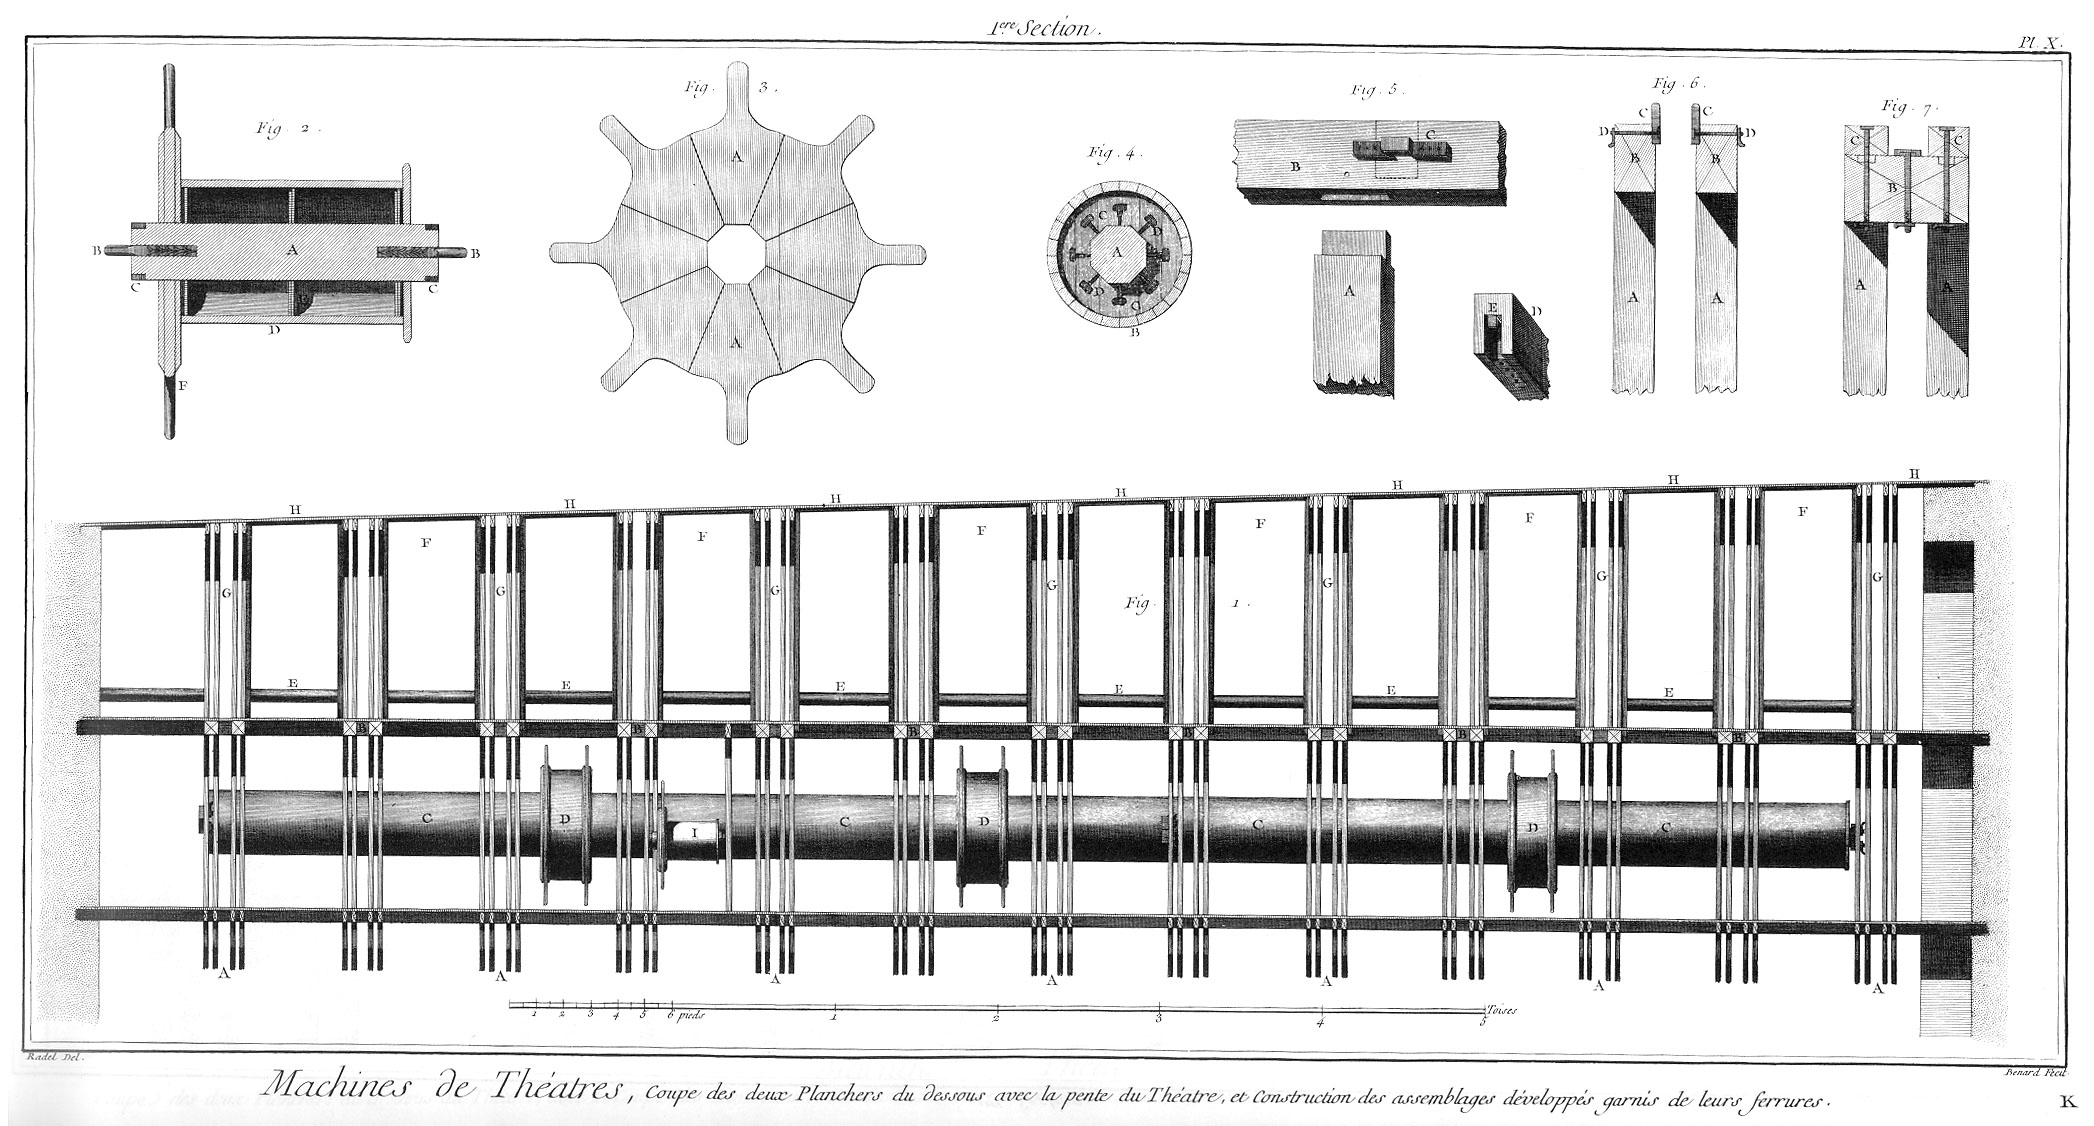 1ere Section.
Pl. X.
Fig. 2.
Fig. 3.
Fig. 4.
Fig. 5.
Fig. 6.
Fig. 7.
B A B
C C
D
F
A
A
C D
A
D C
B
B C
A
E D
C C
D D
B B
A A
C C
B
A A
H H H H H H H
F F F F F F
G G G G G G G
Fig. 1.
E E E E E E
B B B B B B
C D I C D C D C
A A A A A A A
1 2 3 4 5 6 pieds 1 2 3 4 5 Toises
Radel Del.
Benard Fecit
Machines de Théatres, Coupe des deux Planchers du dessous avec la pente du Théatre, et Construction des assemblages développés garnis de leurs ferrures.
K